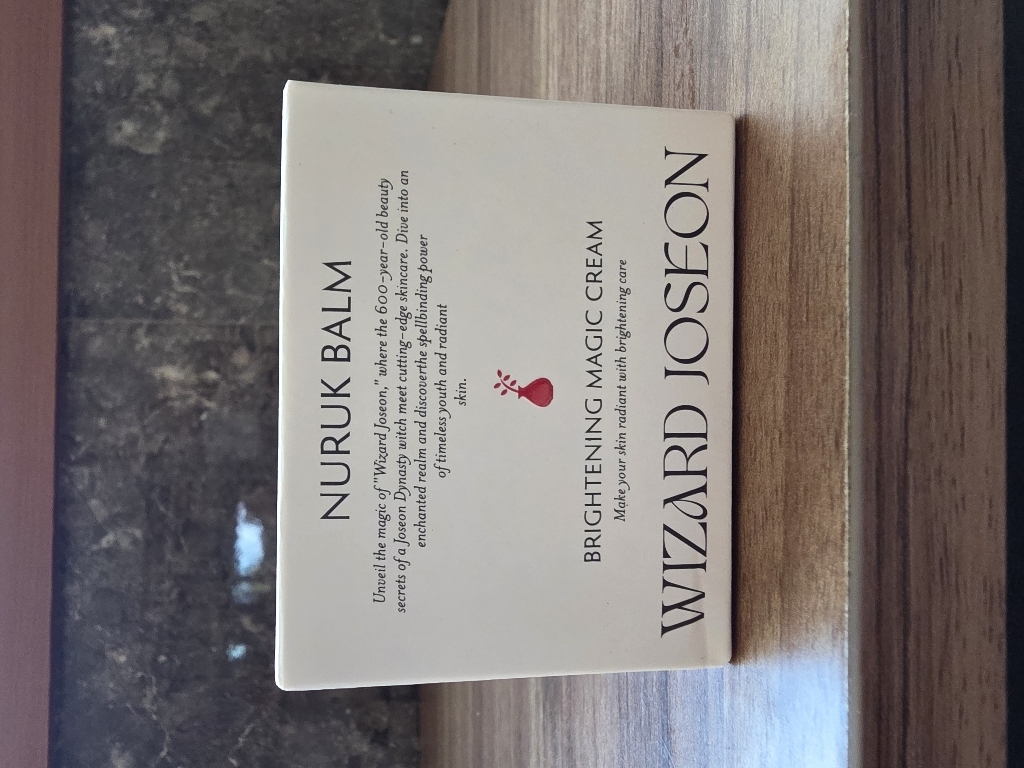 NURUK BALM
Unveil the magic of "Wizard Joseon," where the 600-year-old beauty
secrets of a Joseon Dynasty witch meet cutting-edge skincare. Dive into an
enchanted realm and discoverthe spellbinding power
of timeless youth and radiant
skin.
BRIGHTENING MAGIC CREAM
Make your skin radiant with brightening care
WIZARD JOSEON